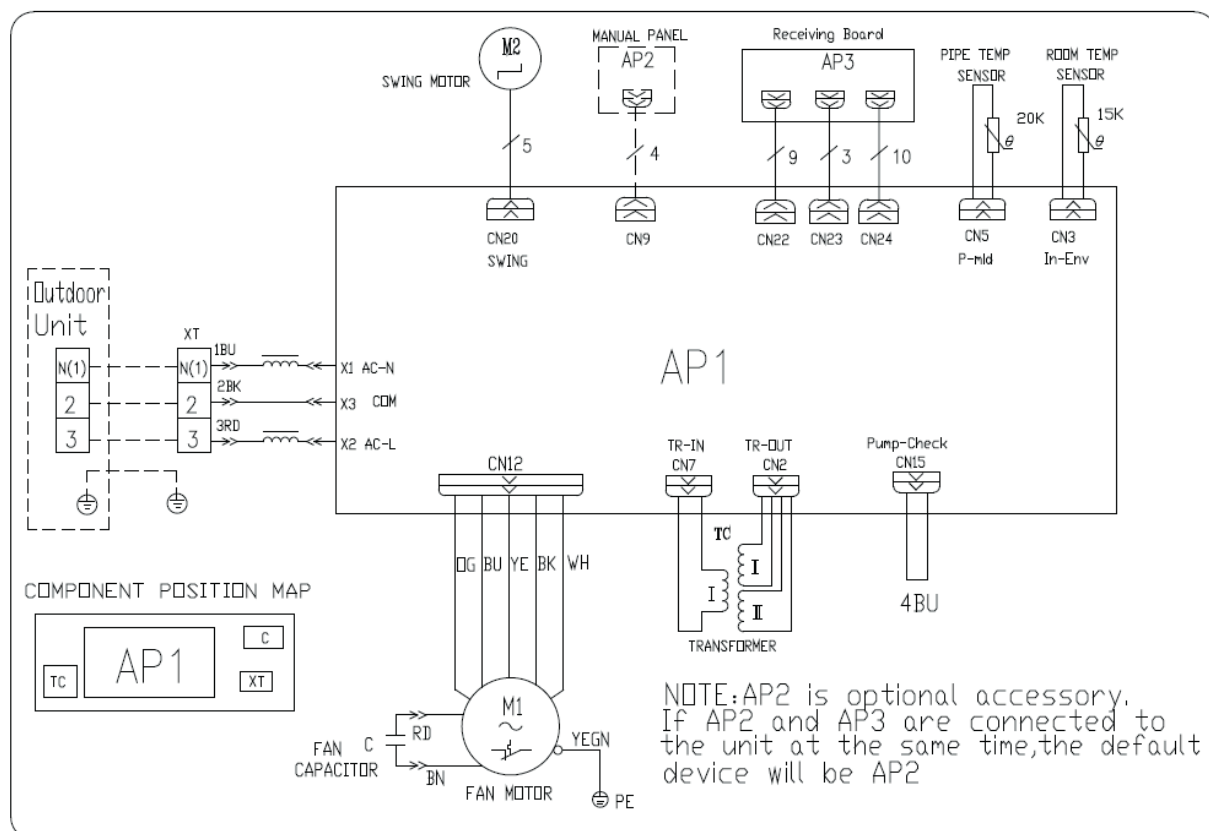 M2
SWING MOTOR
MANUAL PANEL
AP2
Receiving Board
AP3
PIPE TEMP
SENSOR
ROOM TEMP
SENSOR
20K
θ
15K
θ
5
4
9
3
10
CN20
SWING
CN9
CN22
CN23
CN24
CN5
P-mld
CN3
In-Env
Outdoor
Unit
XT
N(1)
N(1)
1BU
X1 AC-N
2
2
2BK
X3 COM
3
3
3RD
X2 AC-L
AP1
CN12
TR-IN
CN7
TR-OUT
CN2
Pump-Check
CN15
OG
BU
YE
BK
WH
TC
I
I
II
TRANSFORMER
4BU
COMPONENT POSITION MAP
AP1
C
TC
XT
M1
~
FAN
CAPACITOR
C
RD
BN
FAN MOTOR
YEGN
PE
NOTE:AP2 is optional accessory.
If AP2 and AP3 are connected to
the unit at the same time,the default
device will be AP2